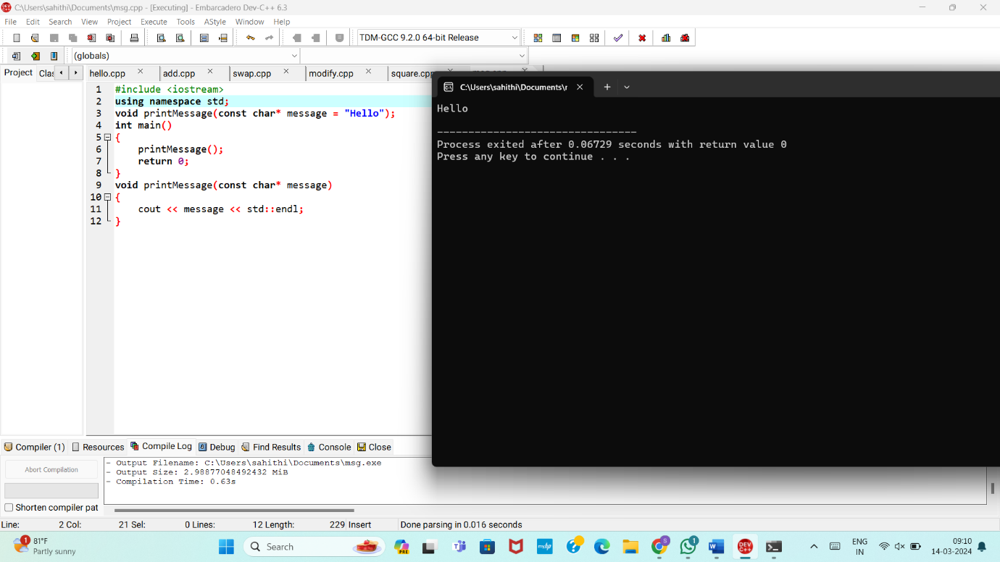 C:\Users\sahithi\Documents\msg.cpp - [Executing] - Embarcadero Dev-C++ 6.3
File Edit Search View Project Execute Tools AStyle Window Help
TDM-GCC 9.2.0 64-bit Release
(globals)
Project Clas hello.cpp add.cpp swap.cpp modify.cpp square.cpp
1 #include <iostream>
2 using namespace std;
3 void printMessage(const char* message = "Hello");
4 int main()
5 {
6 printMessage();
7 return 0;
8 }
9 void printMessage(const char* message)
10 {
11 cout << message << std::endl;
12 }
C:\Users\sahithi\Documents\r
Hello
--------------------------------
Process exited after 0.06729 seconds with return value 0
Press any key to continue . . .
Compiler (1) Resources Compile Log Debug Find Results Console Close
Abort Compilation
Shorten compiler pat
- Output Filename: C:\Users\sahithi\Documents\msg.exe
- Output Size: 2.98877048492432 MiB
- Compilation Time: 0.63s
Line: 2 Col: 21 Sel: 0 Lines: 12 Length: 229 Insert Done parsing in 0.016 seconds
1
81°F
Partly sunny
Search
PRE
myhp
S
1
DEV
C++
ENG
IN
09:10
14-03-2024